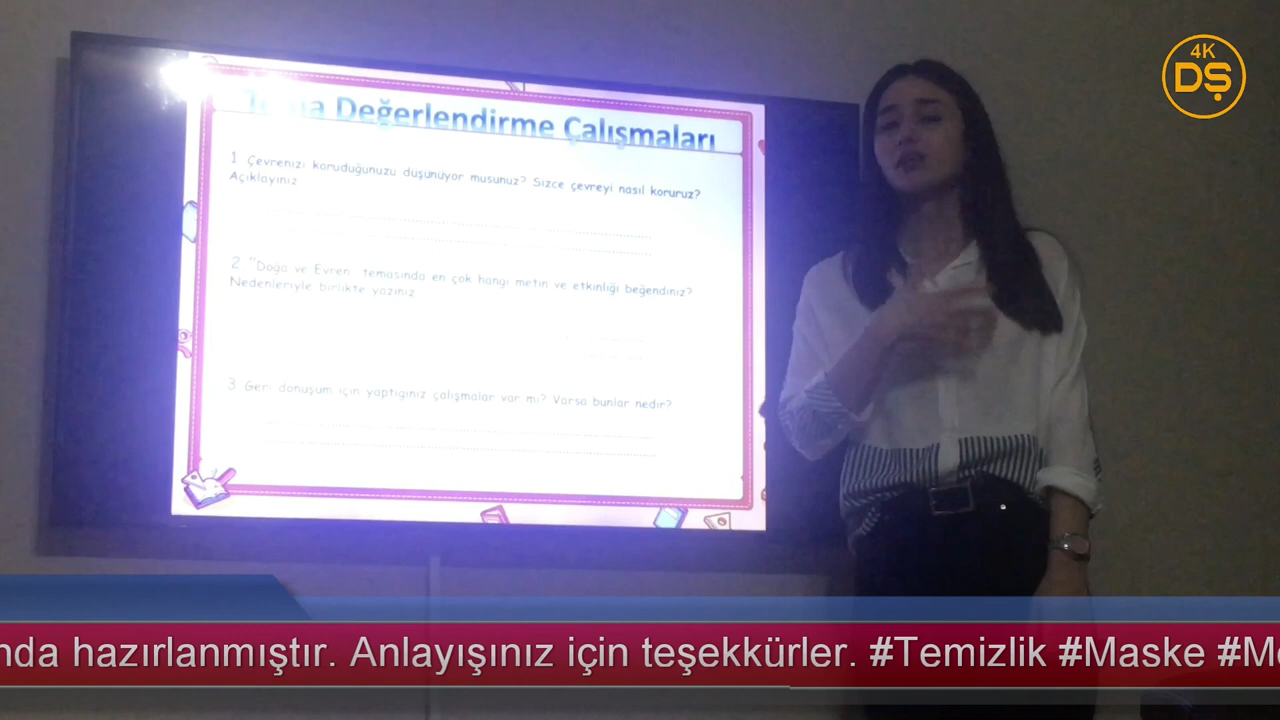 4K
DŞ
Tema Değerlendirme Çalışmaları
1 Çevrenizi koruduğunuzu düşünüyor musunuz? Sizce çevreyi nasıl koruruz?
Açıklayınız
2 "Doğa ve Evren temasında en çok hangi metin ve etkinliği beğendiniz?
Nedenleriyle birlikte yazınız
3 Geri dönüşüm için yaptığınız çalışmalar var mı? Varsa bunlar nedir?
hazırlanmıştır. Anlayışınız için teşekkürler. #Temizlik #Maske